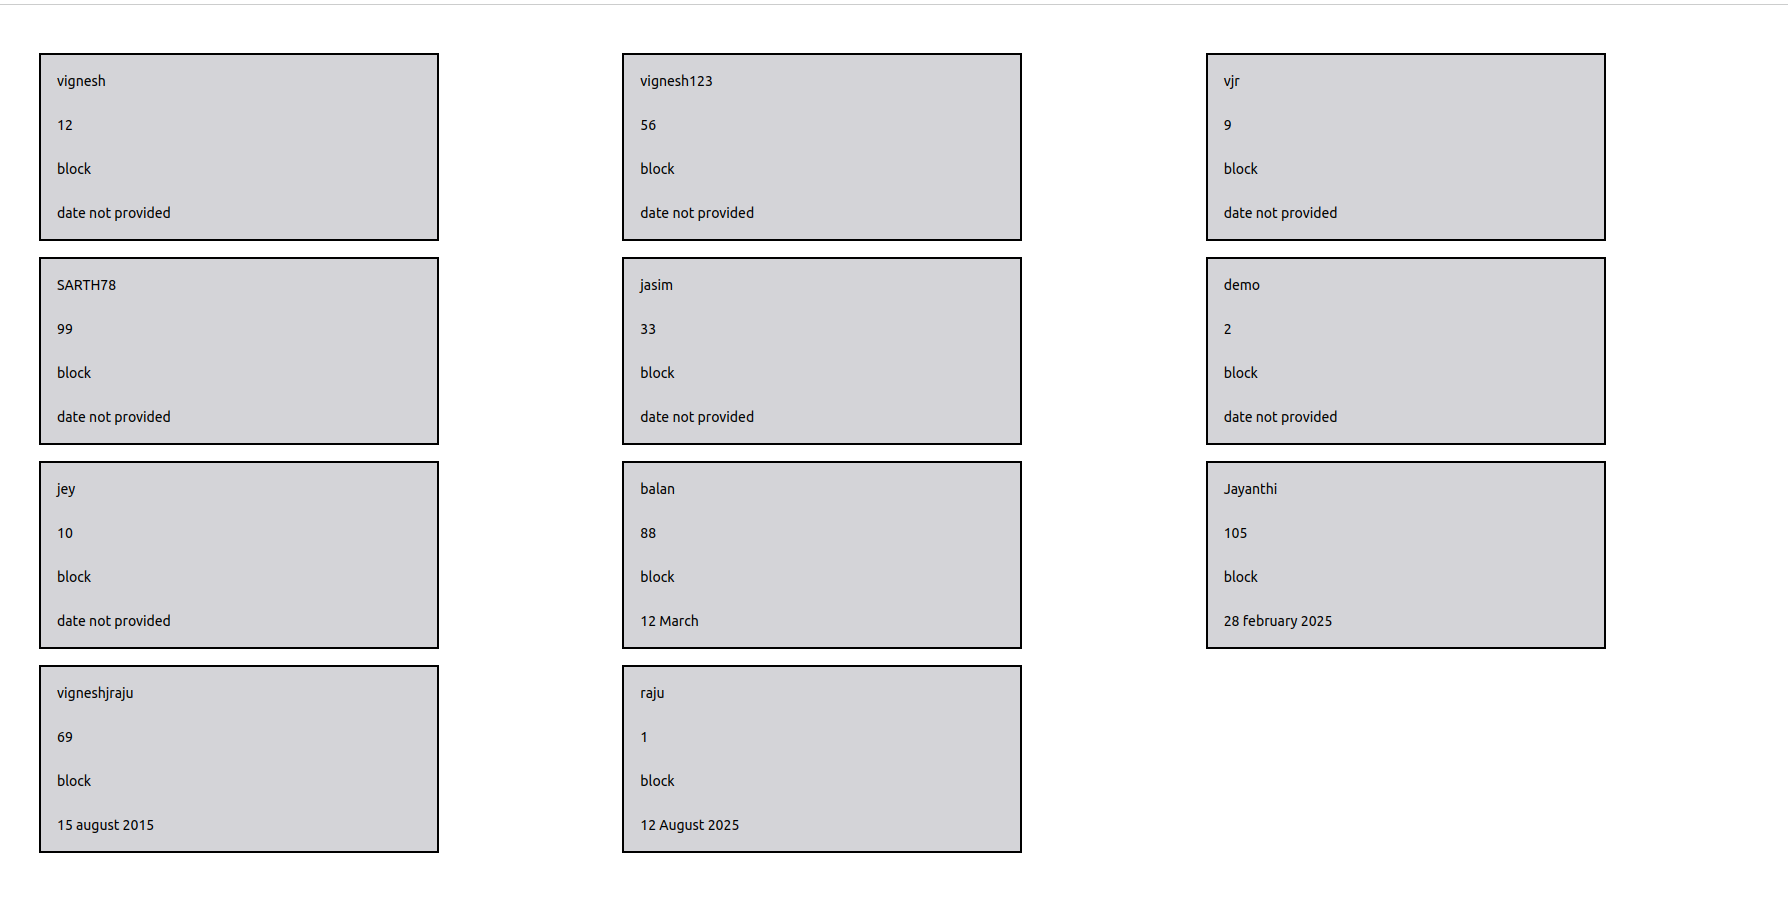 vignesh
12
block
date not provided
vignesh123
56
block
date not provided
vjr
9
block
date not provided
SARTH78
99
block
date not provided
jasim
33
block
date not provided
demo
2
block
date not provided
jey
10
block
date not provided
balan
88
block
12 March
Jayanthi
105
block
28 february 2025
vigneshjraju
69
block
15 august 2015
raju
1
block
12 August 2025